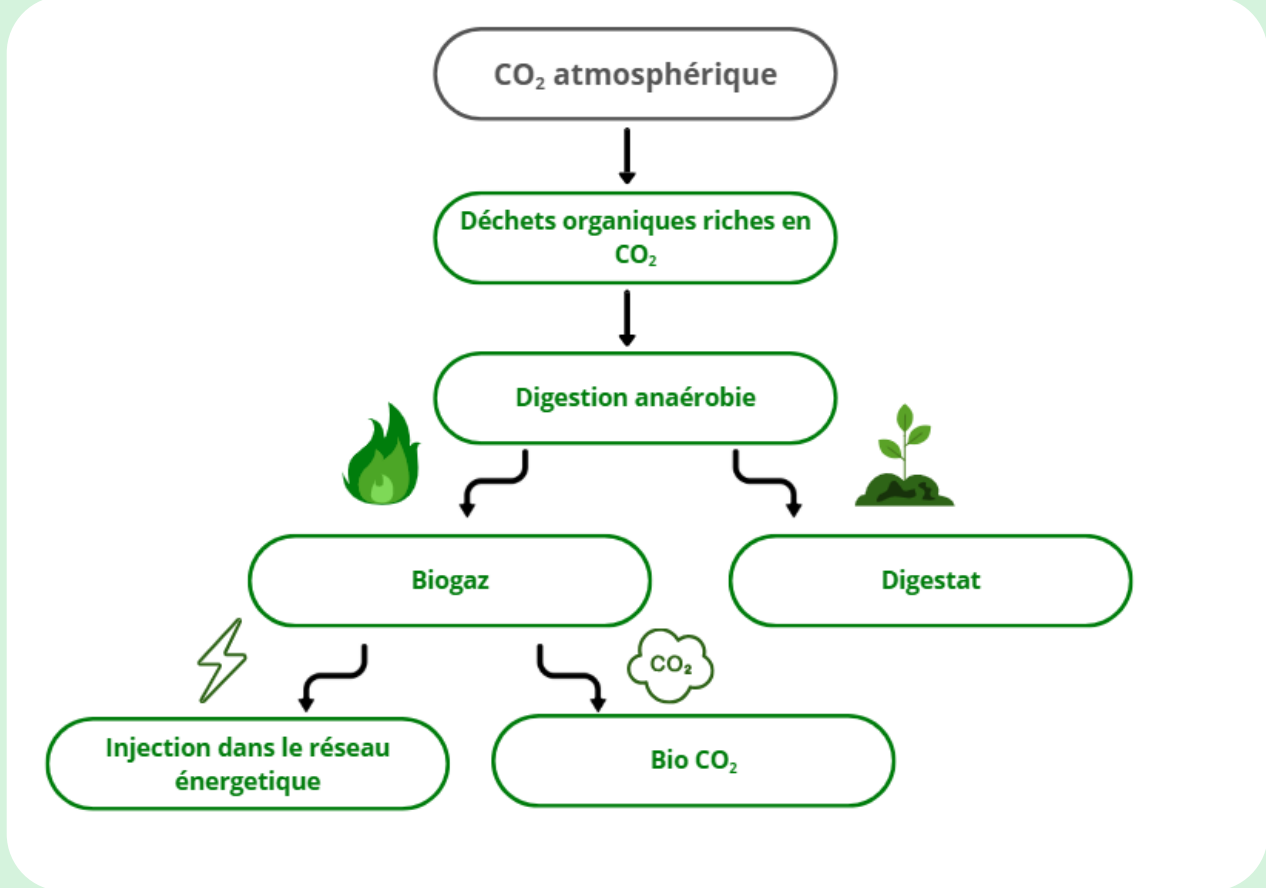 CO₂ atmosphérique
Déchets organiques riches en
CO₂
Digestion anaérobie
Biogaz
Digestat
CO₂
Injection dans le réseau
énergetique
Bio CO₂